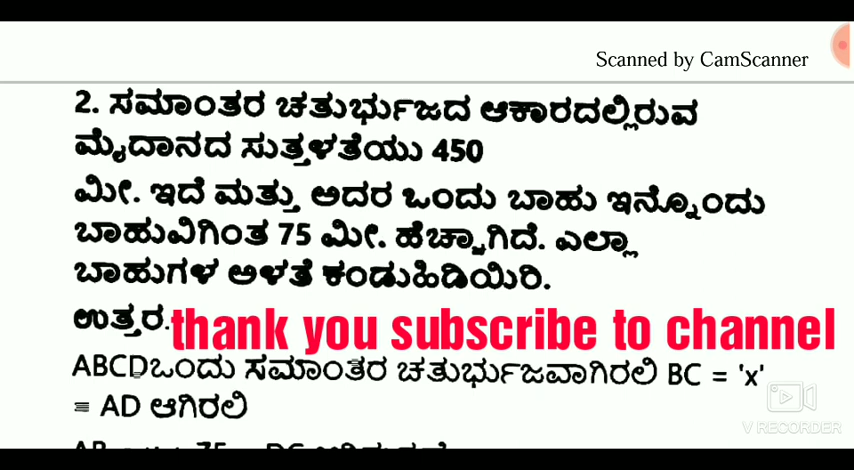 Scanned by CamScanner
2. ಸಮಾಂತರ ಚತುರ್ಭುಜದ ಆಕಾರದಲ್ಲಿರುವ
ಮೈದಾನದ ಸುತ್ತಳತೆಯು 450
ಮೀ. ಇದೆ ಮತ್ತು ಅದರ ಒಂದು ಬಾಹು ಇನ್ನೊಂದು
ಬಾಹುವಿಗಿಂತ 75 ಮೀ. ಹೆಚ್ಚಾಗಿದೆ. ಎಲ್ಲಾ
ಬಾಹುಗಳ ಅಳತೆ ಕಂಡುಹಿಡಿಯಿರಿ.
ಉತ್ತರ. thank you subscribe to channel
ABCD ಒಂದು ಸಮಾಂತರ ಚತುರ್ಭುಜವಾಗಿರಲಿ BC = 'x'
= AD ಆಗಿರಲಿ
V RECORDER